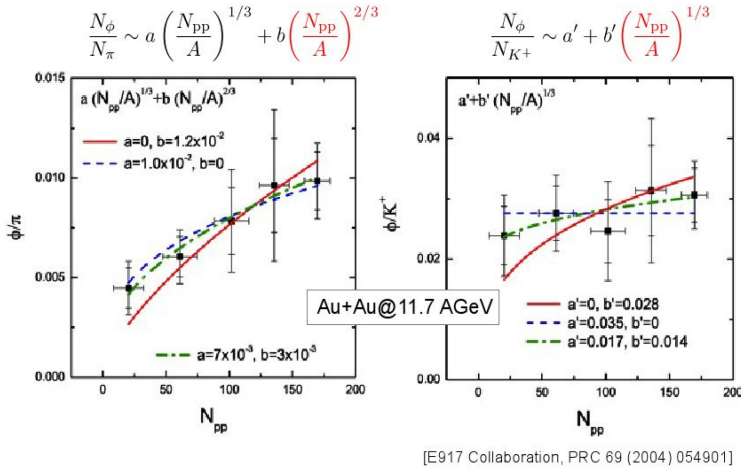 N_ϕ/N_π ∼ a (N_pp/A)^{1/3} + b(N_pp/A)^{2/3}
N_ϕ/N_{K^+} ∼ a′ + b′ (N_pp/A)^{1/3}
a (N_pp/A)^{1/3}+b (N_pp/A)^{2/3}
a=0, b=1.2x10^{-2}
a=1.0x10^{-2}, b=0
0.015
0.010
0.005
0.000
ϕ/π
a=7x10^{-3}, b=3x10^{-3}
0 50 100 150 200
N_pp
a'+b' (N_pp/A)^{1/3}
0.04
0.02
0.00
ϕ/K^+
a'=0, b'=0.028
a'=0.035, b'=0
a'=0.017, b'=0.014
0 50 100 150 200
N_pp
Au+Au@11.7 AGeV
[E917 Collaboration, PRC 69 (2004) 054901]